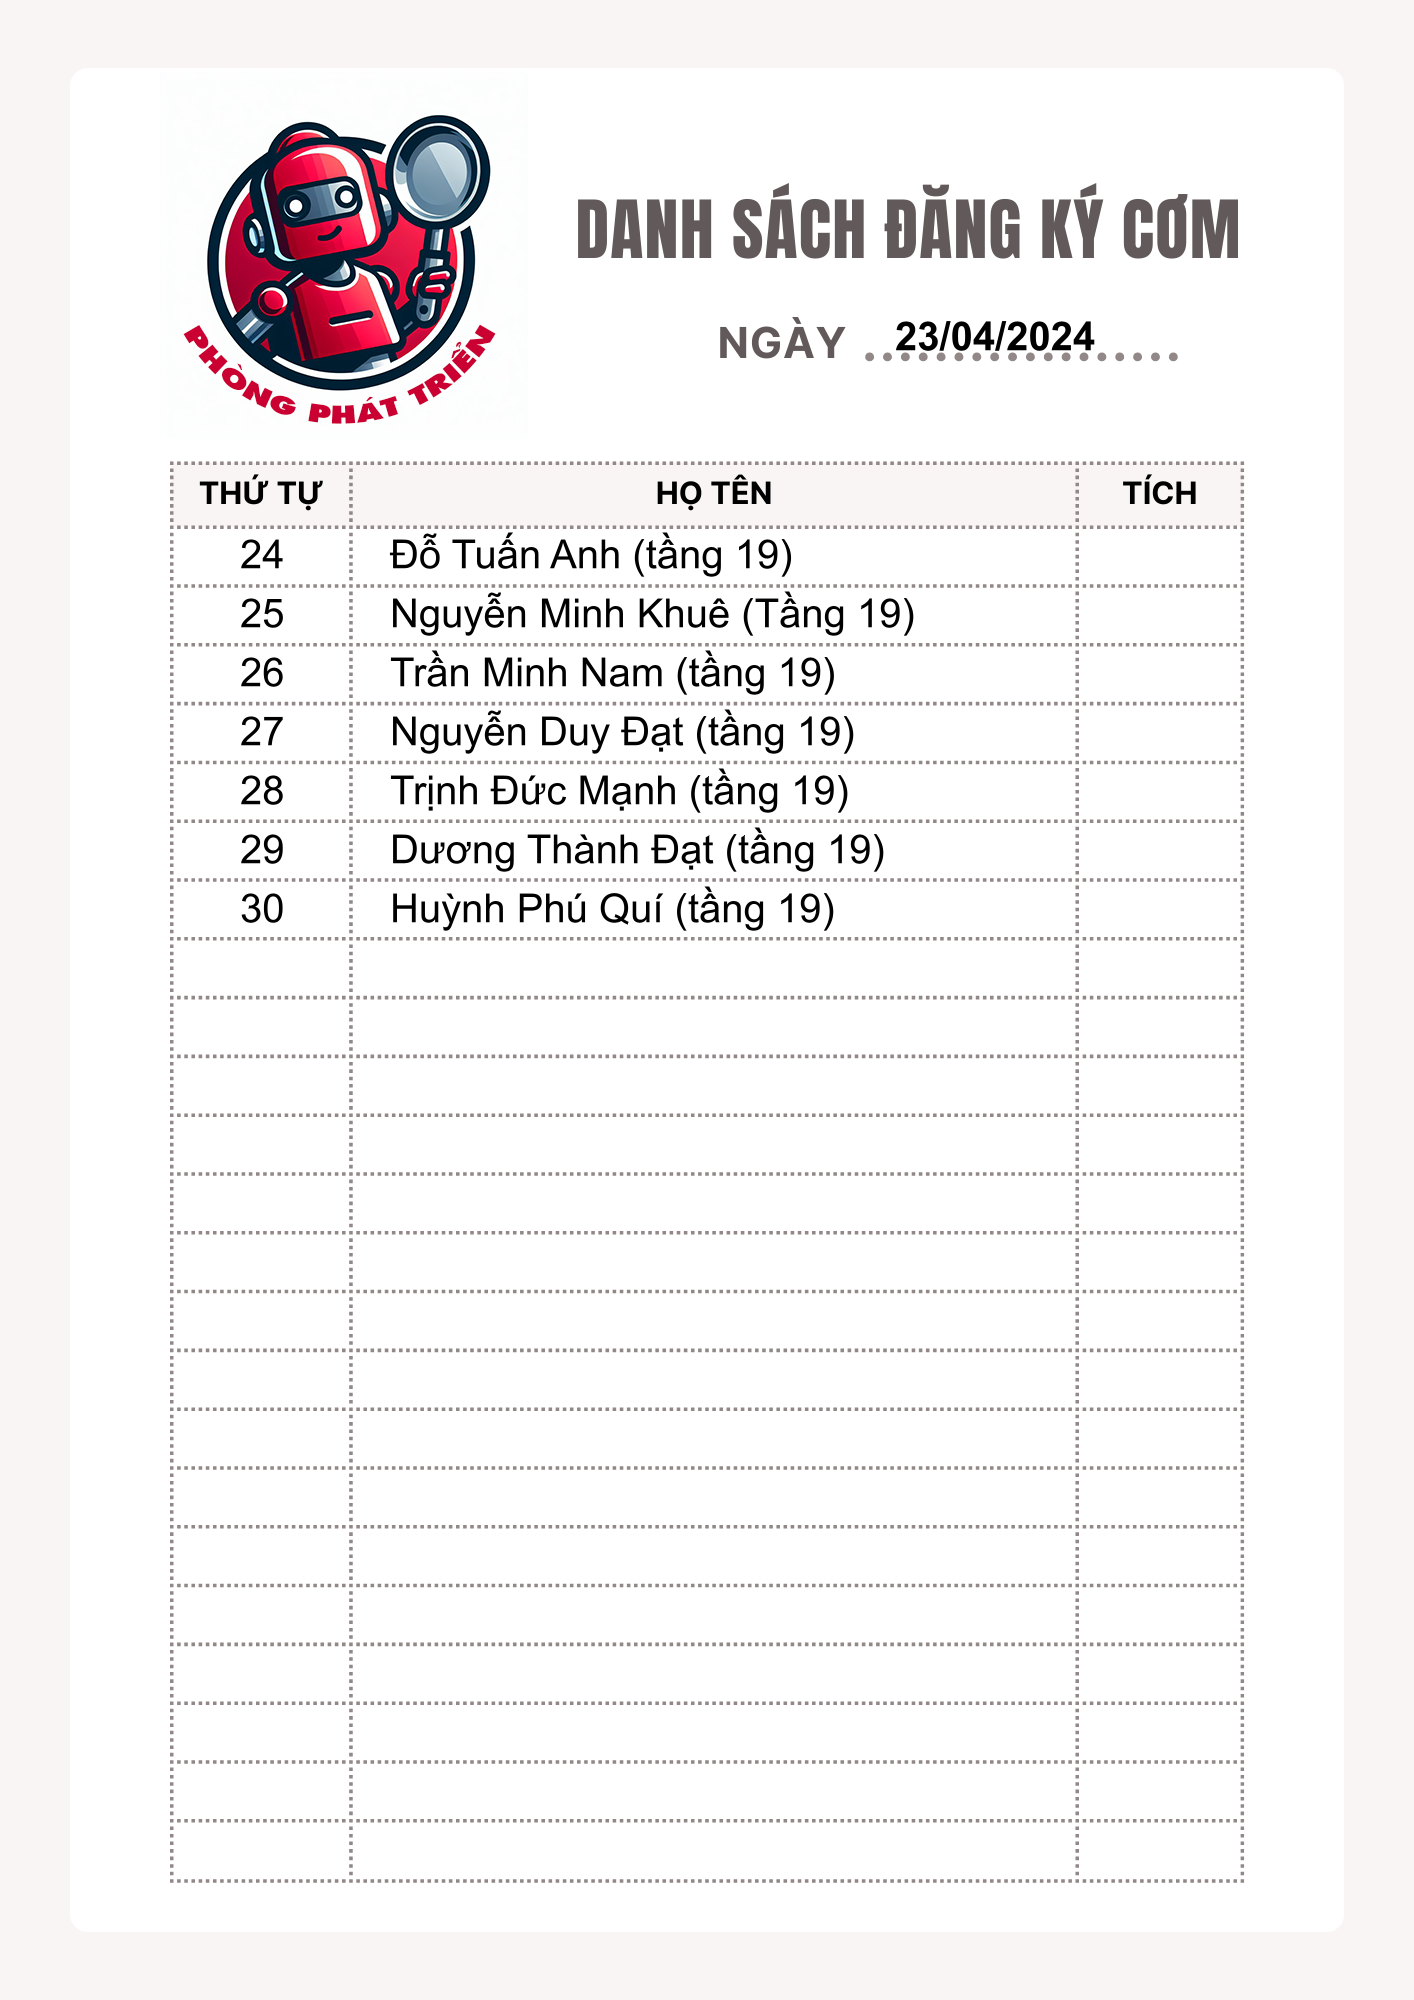 PHÒNG PHÁT TRIỂN
DANH SÁCH ĐĂNG KÝ CƠM
NGÀY 23/04/2024
THỨ TỰ HỌ TÊN TÍCH
24 Đỗ Tuấn Anh (tầng 19)
25 Nguyễn Minh Khuê (Tầng 19)
26 Trần Minh Nam (tầng 19)
27 Nguyễn Duy Đạt (tầng 19)
28 Trịnh Đức Mạnh (tầng 19)
29 Dương Thành Đạt (tầng 19)
30 Huỳnh Phú Quí (tầng 19)